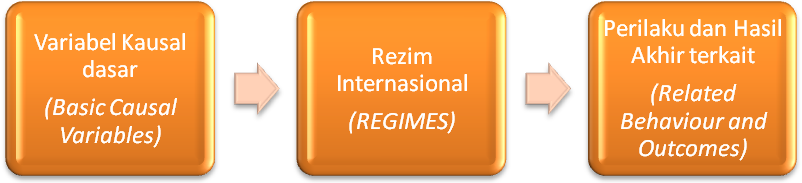 Variabel Kausal
dasar
(Basic Causal
Variables)
Rezim
Internasional
(REGIMES)
Perilaku dan Hasil
Akhir terkait
(Related
Behaviour and
Outcomes)